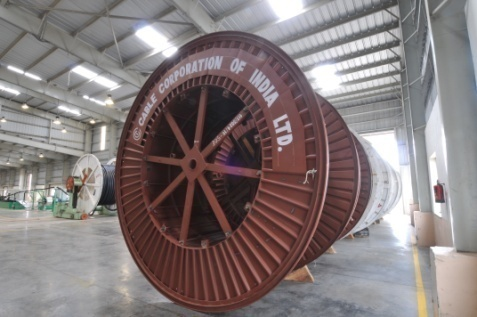 © CABLE CORPORATION OF INDIA LTD.